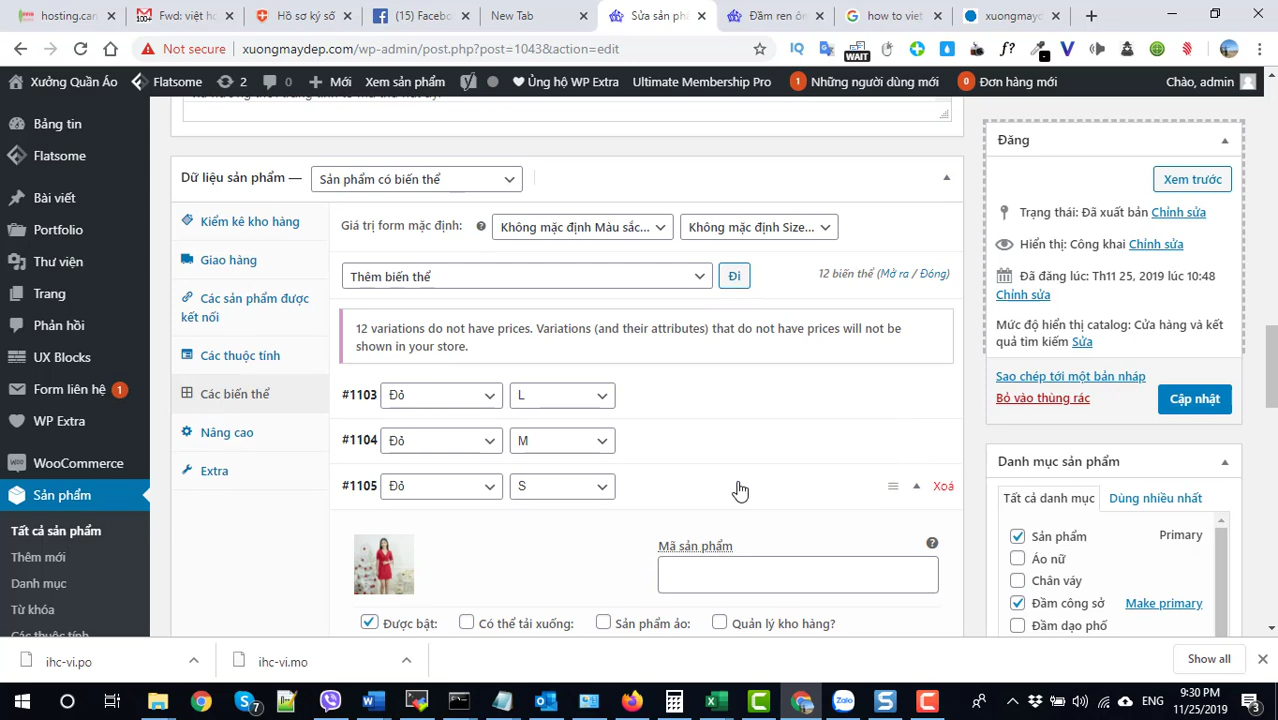 hosting.can
Fwd: việt h
Hồ sơ ký số
(15) Faceb
New Tab
Sửa sản ph
Đầm ren ôn
how to viet
xuongmayd
Not secure
xuongmaydep.com/wp-admin/post.php?post=1043&action=edit
WAIT
Xưởng Quần Áo
Flatsome
2
0
Mới
Xem sản phẩm
Ủng hộ WP Extra
Ultimate Membership Pro
1
Những người dùng mới
0
Đơn hàng mới
Chào, admin
Bảng tin
Flatsome
Bài viết
Portfolio
Thư viện
Trang
Phản hồi
UX Blocks
Form liên hệ 1
WP Extra
WooCommerce
Sản phẩm
Tất cả sản phẩm
Thêm mới
Danh mục
Từ khóa
Các thuộc tính
Dữ liệu sản phẩm —
Sản phẩm có biến thể
Kiểm kê kho hàng
Giao hàng
Các sản phẩm được
kết nối
Các thuộc tính
Các biến thể
Nâng cao
Extra
Giá trị form mặc định:
Không mặc định Màu sắc...
Không mặc định Size...
Thêm biến thể
Đi
12 biến thể (Mở ra / Đóng)
12 variations do not have prices. Variations (and their attributes) that do not have prices will not be
shown in your store.
#1103 Đỏ L
#1104 Đỏ M
#1105 Đỏ S
Xoá
Mã sản phẩm
Được bật:
Có thể tải xuống:
Sản phẩm ảo:
Quản lý kho hàng?
Đăng
Xem trước
Trạng thái: Đã xuất bản Chỉnh sửa
Hiển thị: Công khai Chỉnh sửa
Đã đăng lúc: Th11 25, 2019 lúc 10:48
Chỉnh sửa
Mức độ hiển thị catalog: Cửa hàng và kết
quả tìm kiếm Sửa
Sao chép tới một bản nháp
Bỏ vào thùng rác
Cập nhật
Danh mục sản phẩm
Tất cả danh mục
Dùng nhiều nhất
Sản phẩm
Primary
Áo nữ
Chân váy
Đầm công sở
Make primary
Đầm dạo phố
ihc-vi.po
ihc-vi.mo
Show all
7
ENG
9:30 PM
11/25/2019
3